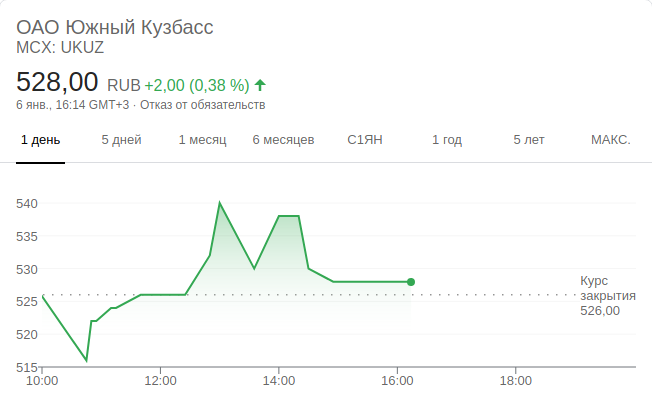 ОАО Южный Кузбасс
MCX: UKUZ
528,00 RUB +2,00 (0,38 %)
6 янв., 16:14 GMT+3 · Отказ от обязательств
1 день 5 дней 1 месяц 6 месяцев С1ЯН 1 год 5 лет МАКС.
540
535
530
525
520
515
Курс
закрытия
526,00
10:00 12:00 14:00 16:00 18:00